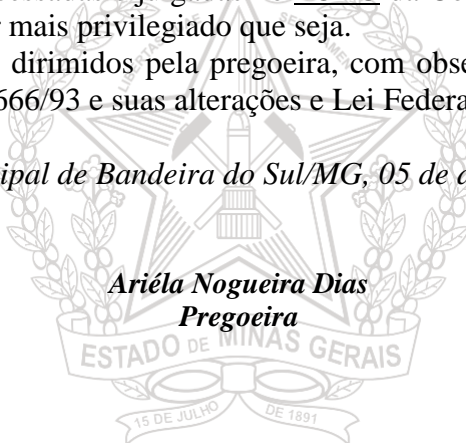 r mais privilegiado que seja.
dirimidos pela pregoeira, com obse
666/93 e suas alterações e Lei Federa
ipal de Bandeira do Sul/MG, 05 de
Ariéla Nogueira Dias
Pregoeira
ESTADO DE MINAS GERAIS
15 DE JULHO DE 1891